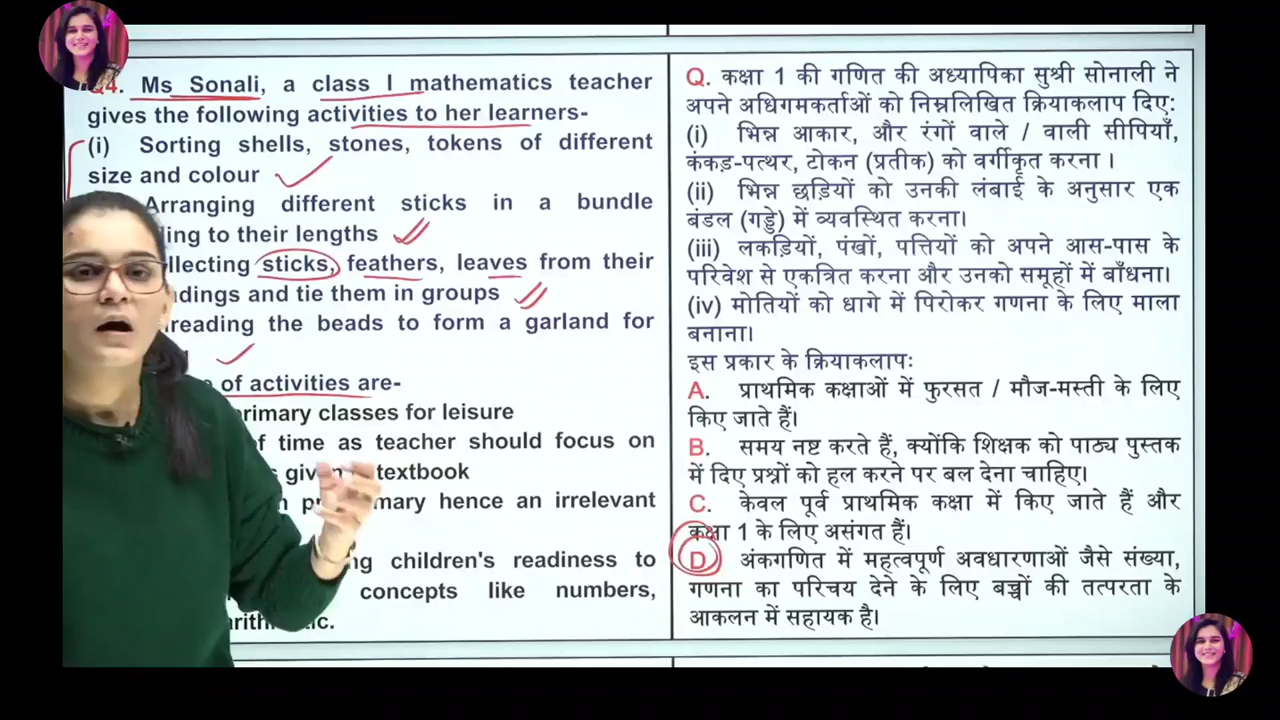 Q4. Ms Sonali, a class I mathematics teacher
gives the following activities to her learners-
(i) Sorting shells, stones, tokens of different
size and colour
Arranging different sticks in a bundle
to their lengths
sticks, feathers, leaves from their
and tie them in groups
the beads to form a garland for
of activities are-
primary classes for leisure
of time as teacher should focus on
textbook
hence an irrelevant
children's readiness to
concepts like numbers,
Q. कक्षा 1 की गणित की अध्यापिका सुश्री सोनाली ने
अपने अधिगमकर्ताओं को निम्नलिखित क्रियाकलाप दिए:
(i) भिन्न आकार, और रंगों वाले / वाली सीपियाँ,
कंकड़-पत्थर, टोकन (प्रतीक) को वर्गीकृत करना ।
(ii) भिन्न छड़ियों को उनकी लंबाई के अनुसार एक
बंडल (गड्डे) में व्यवस्थित करना।
(iii) लकड़ियों, पंखों, पत्तियों को अपने आस-पास के
परिवेश से एकत्रित करना और उनको समूहों में बाँधना।
(iv) मोतियों को धागे में पिरोकर गणना के लिए माला
बनाना।
इस प्रकार के क्रियाकलाप:
A. प्राथमिक कक्षाओं में फुरसत / मौज-मस्ती के लिए
किए जाते हैं।
B. समय नष्ट करते हैं, क्योंकि शिक्षक को पाठ्य पुस्तक
में दिए प्रश्नों को हल करने पर बल देना चाहिए।
C. केवल पूर्व प्राथमिक कक्षा में किए जाते हैं और
कक्षा 1 के लिए असंगत हैं।
D. अंकगणित में महत्वपूर्ण अवधारणाओं जैसे संख्या,
गणना का परिचय देने के लिए बच्चों की तत्परता के
आकलन में सहायक है।